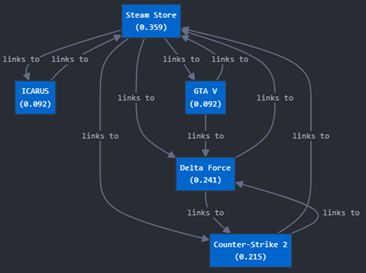 Steam Store
(0.359)
links to
links to
links to
links to
ICARUS
(0.092)
GTA V
(0.092)
links to
links to
links to
links to
links to
Delta Force
(0.241)
links to
links to
Counter-Strike 2
(0.215)